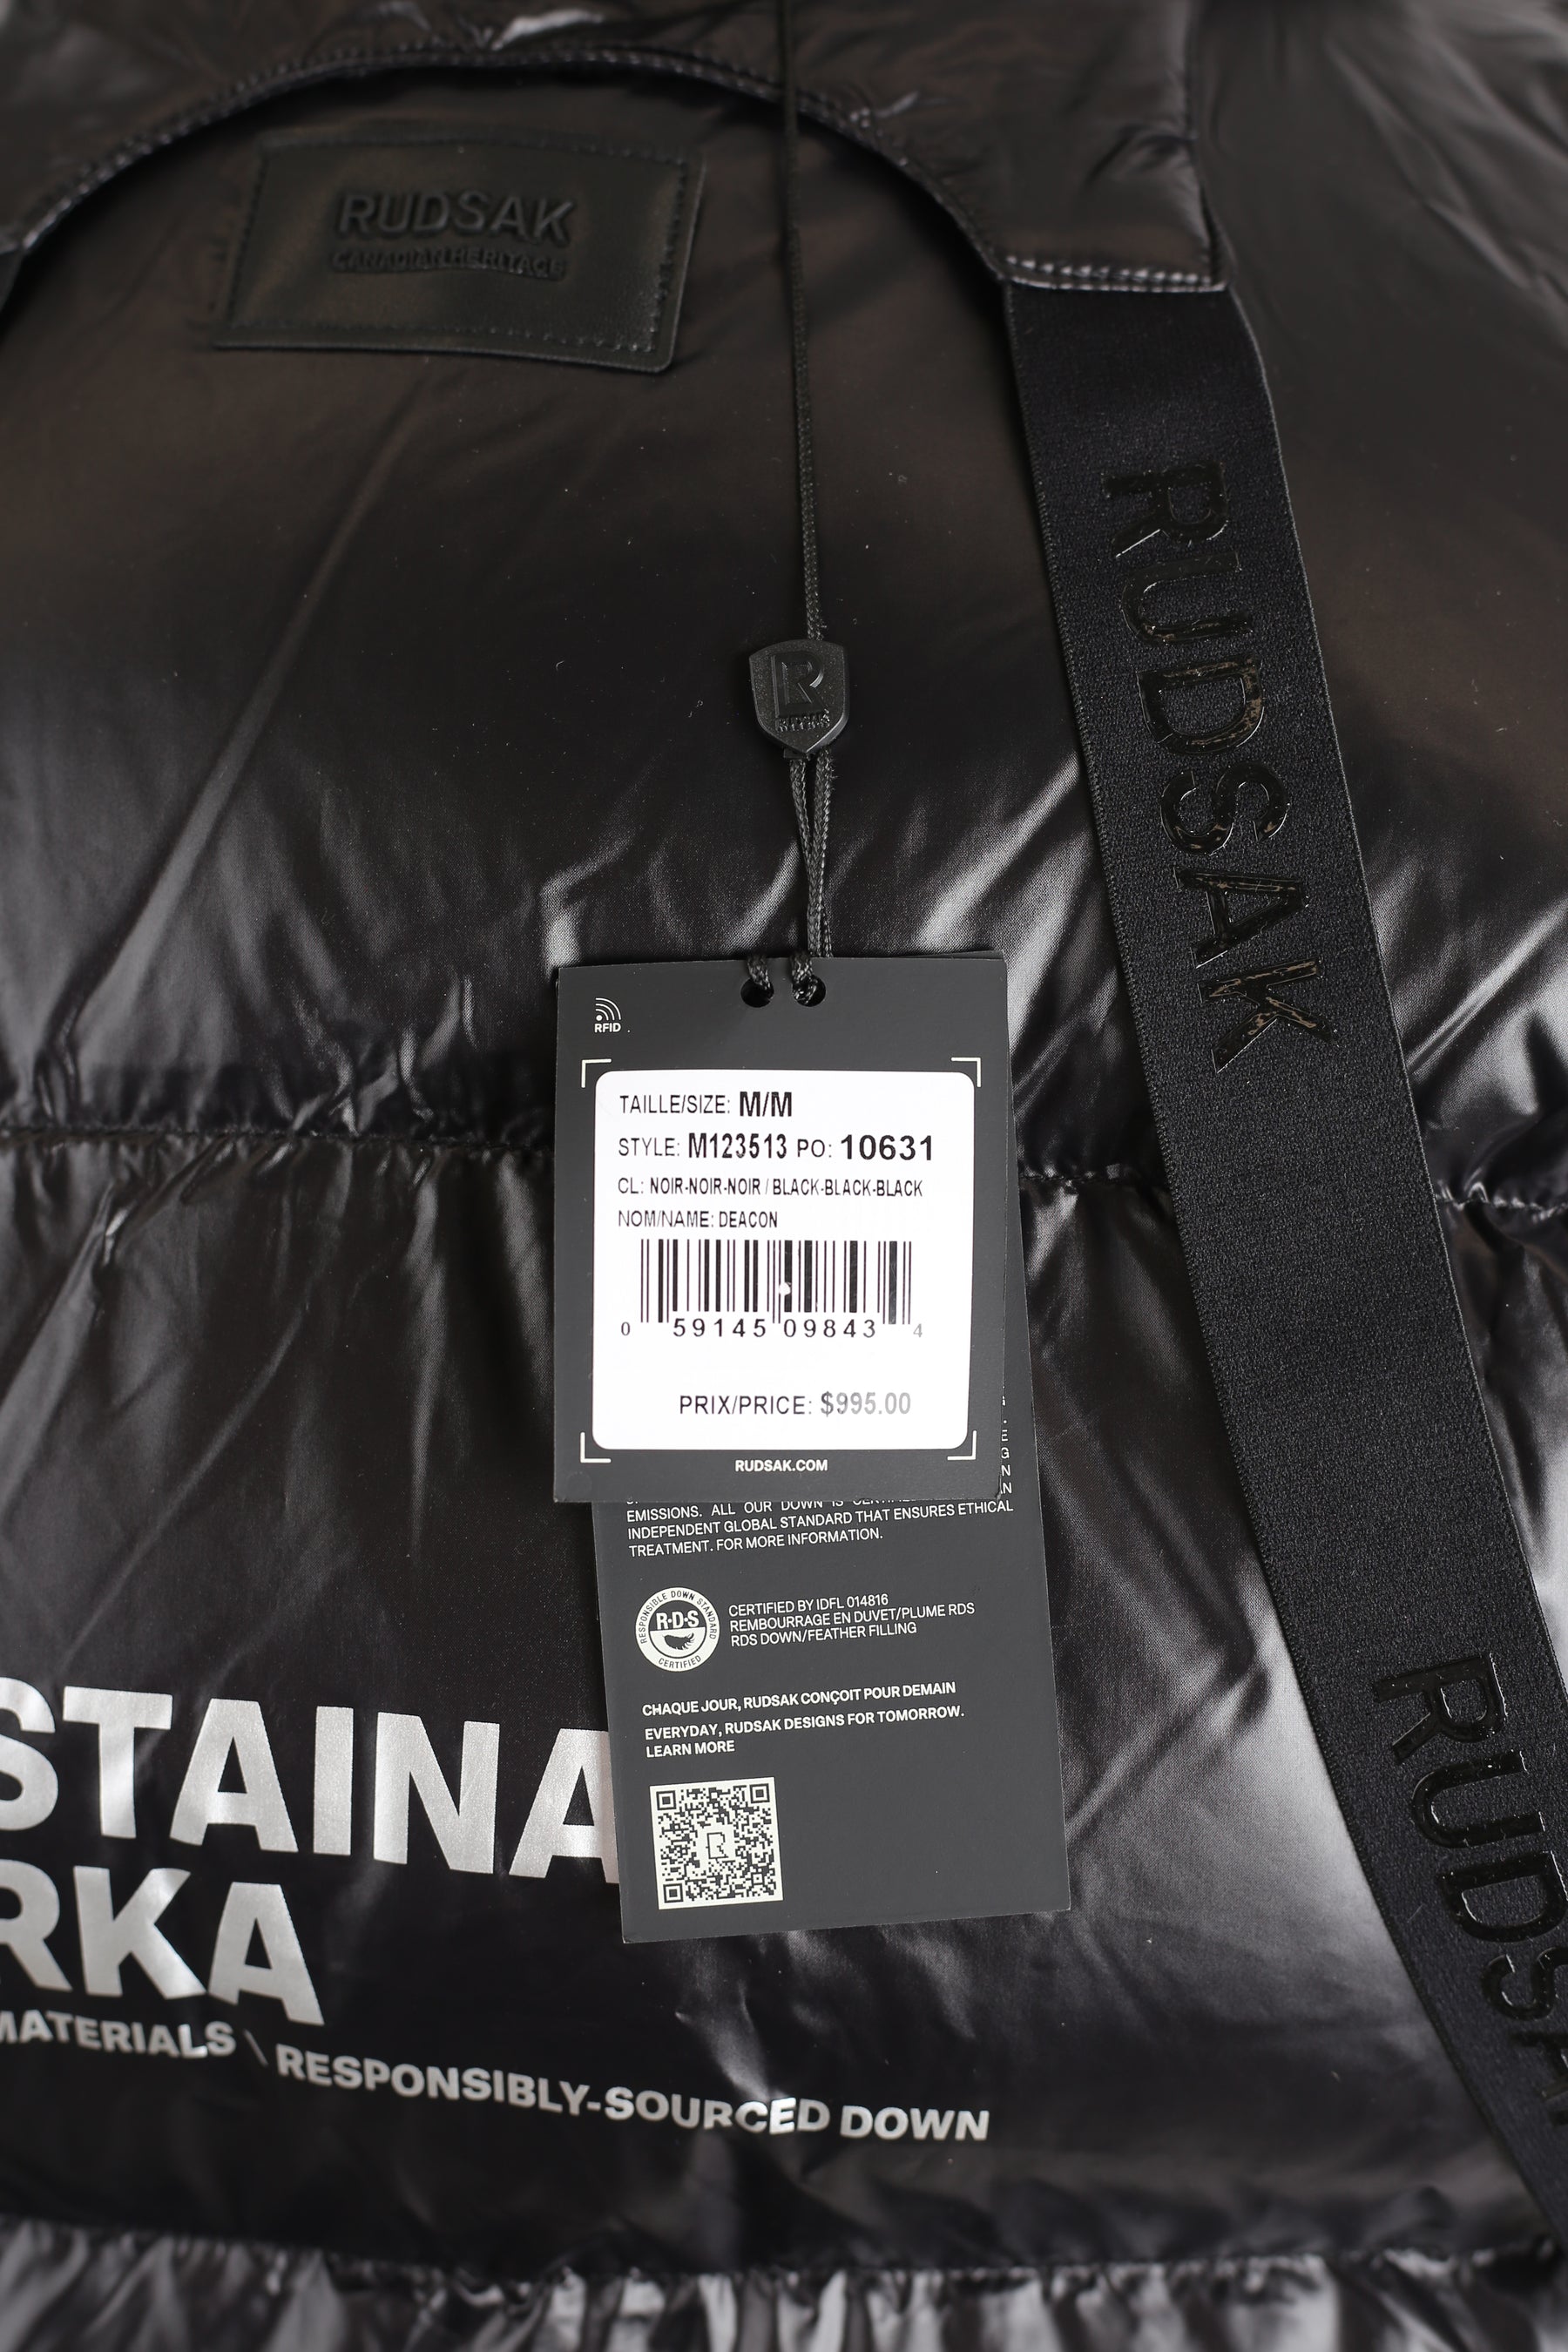 RUDSAK
CANADIAN HERITAGE
RUDSAK
R
RFID
TAILLE/SIZE: M/M
STYLE: M123513 PO: 10631
CL: NOIR-NOIR-NOIR / BLACK-BLACK-BLACK
NOM/NAME: DEACON
0 59145 09843 4
PRIX/PRICE: $995.00
RUDSAK.COM
EMISSIONS. ALL OUR DOWN IS
INDEPENDENT GLOBAL STANDARD THAT ENSURES ETHICAL
TREATMENT. FOR MORE INFORMATION.
RESPONSIBLE DOWN STANDARD
R·D·S
CERTIFIED
CERTIFIED BY IDFL 014816
REMBOURRAGE EN DUVET/PLUME RDS
RDS DOWN/FEATHER FILLING
CHAQUE JOUR, RUDSAK CONÇOIT POUR DEMAIN
EVERYDAY, RUDSAK DESIGNS FOR TOMORROW.
LEARN MORE
STAINA
RKA
MATERIALS \ RESPONSIBLY-SOURCED DOWN
RUDSA